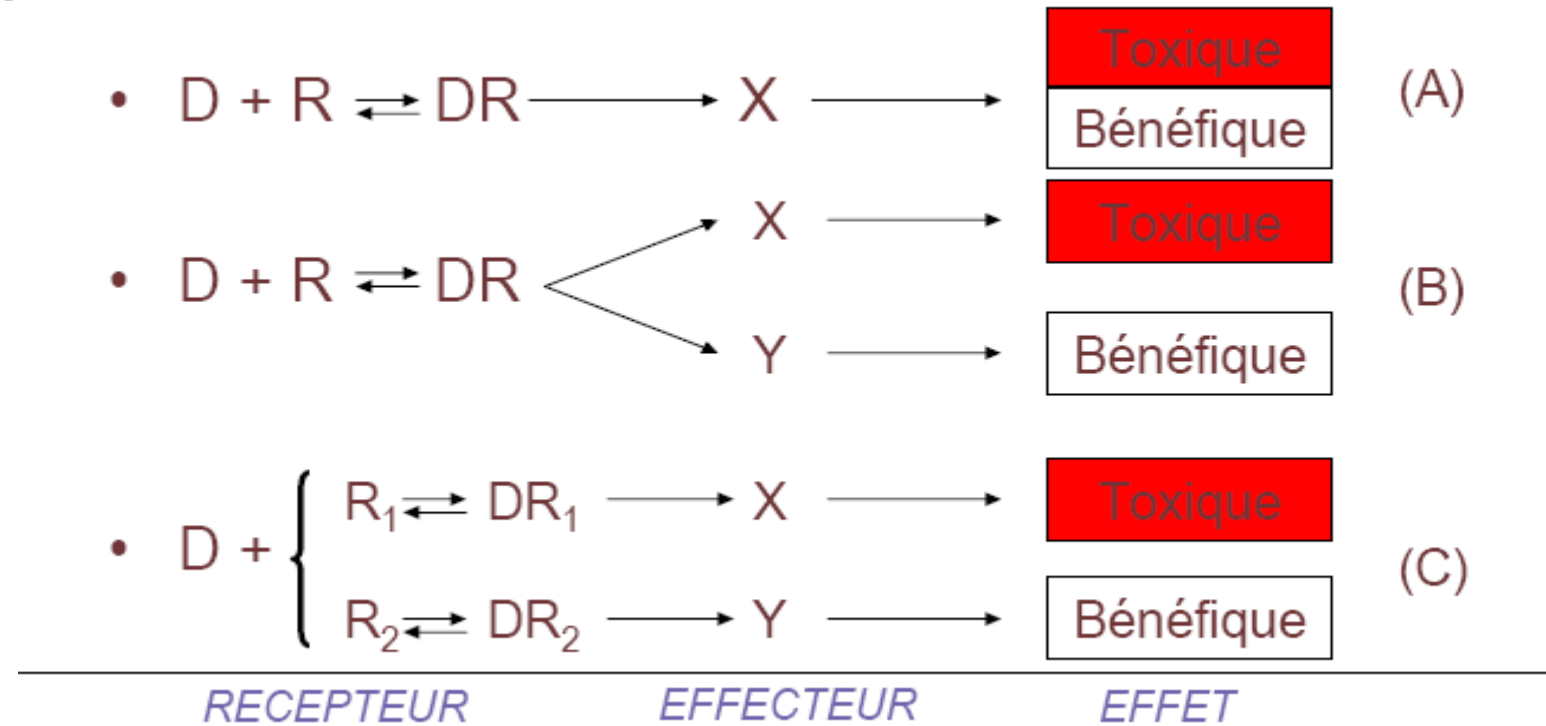 Toxique
• D + R ⇌ DR → X → (A)
Bénéfique
X → Toxique
• D + R ⇌ DR (B)
Y → Bénéfique
R₁ ⇌ DR₁ → X → Toxique
• D + { (C)
R₂ ⇌ DR₂ → Y → Bénéfique
RECEPTEUR EFFECTEUR EFFET